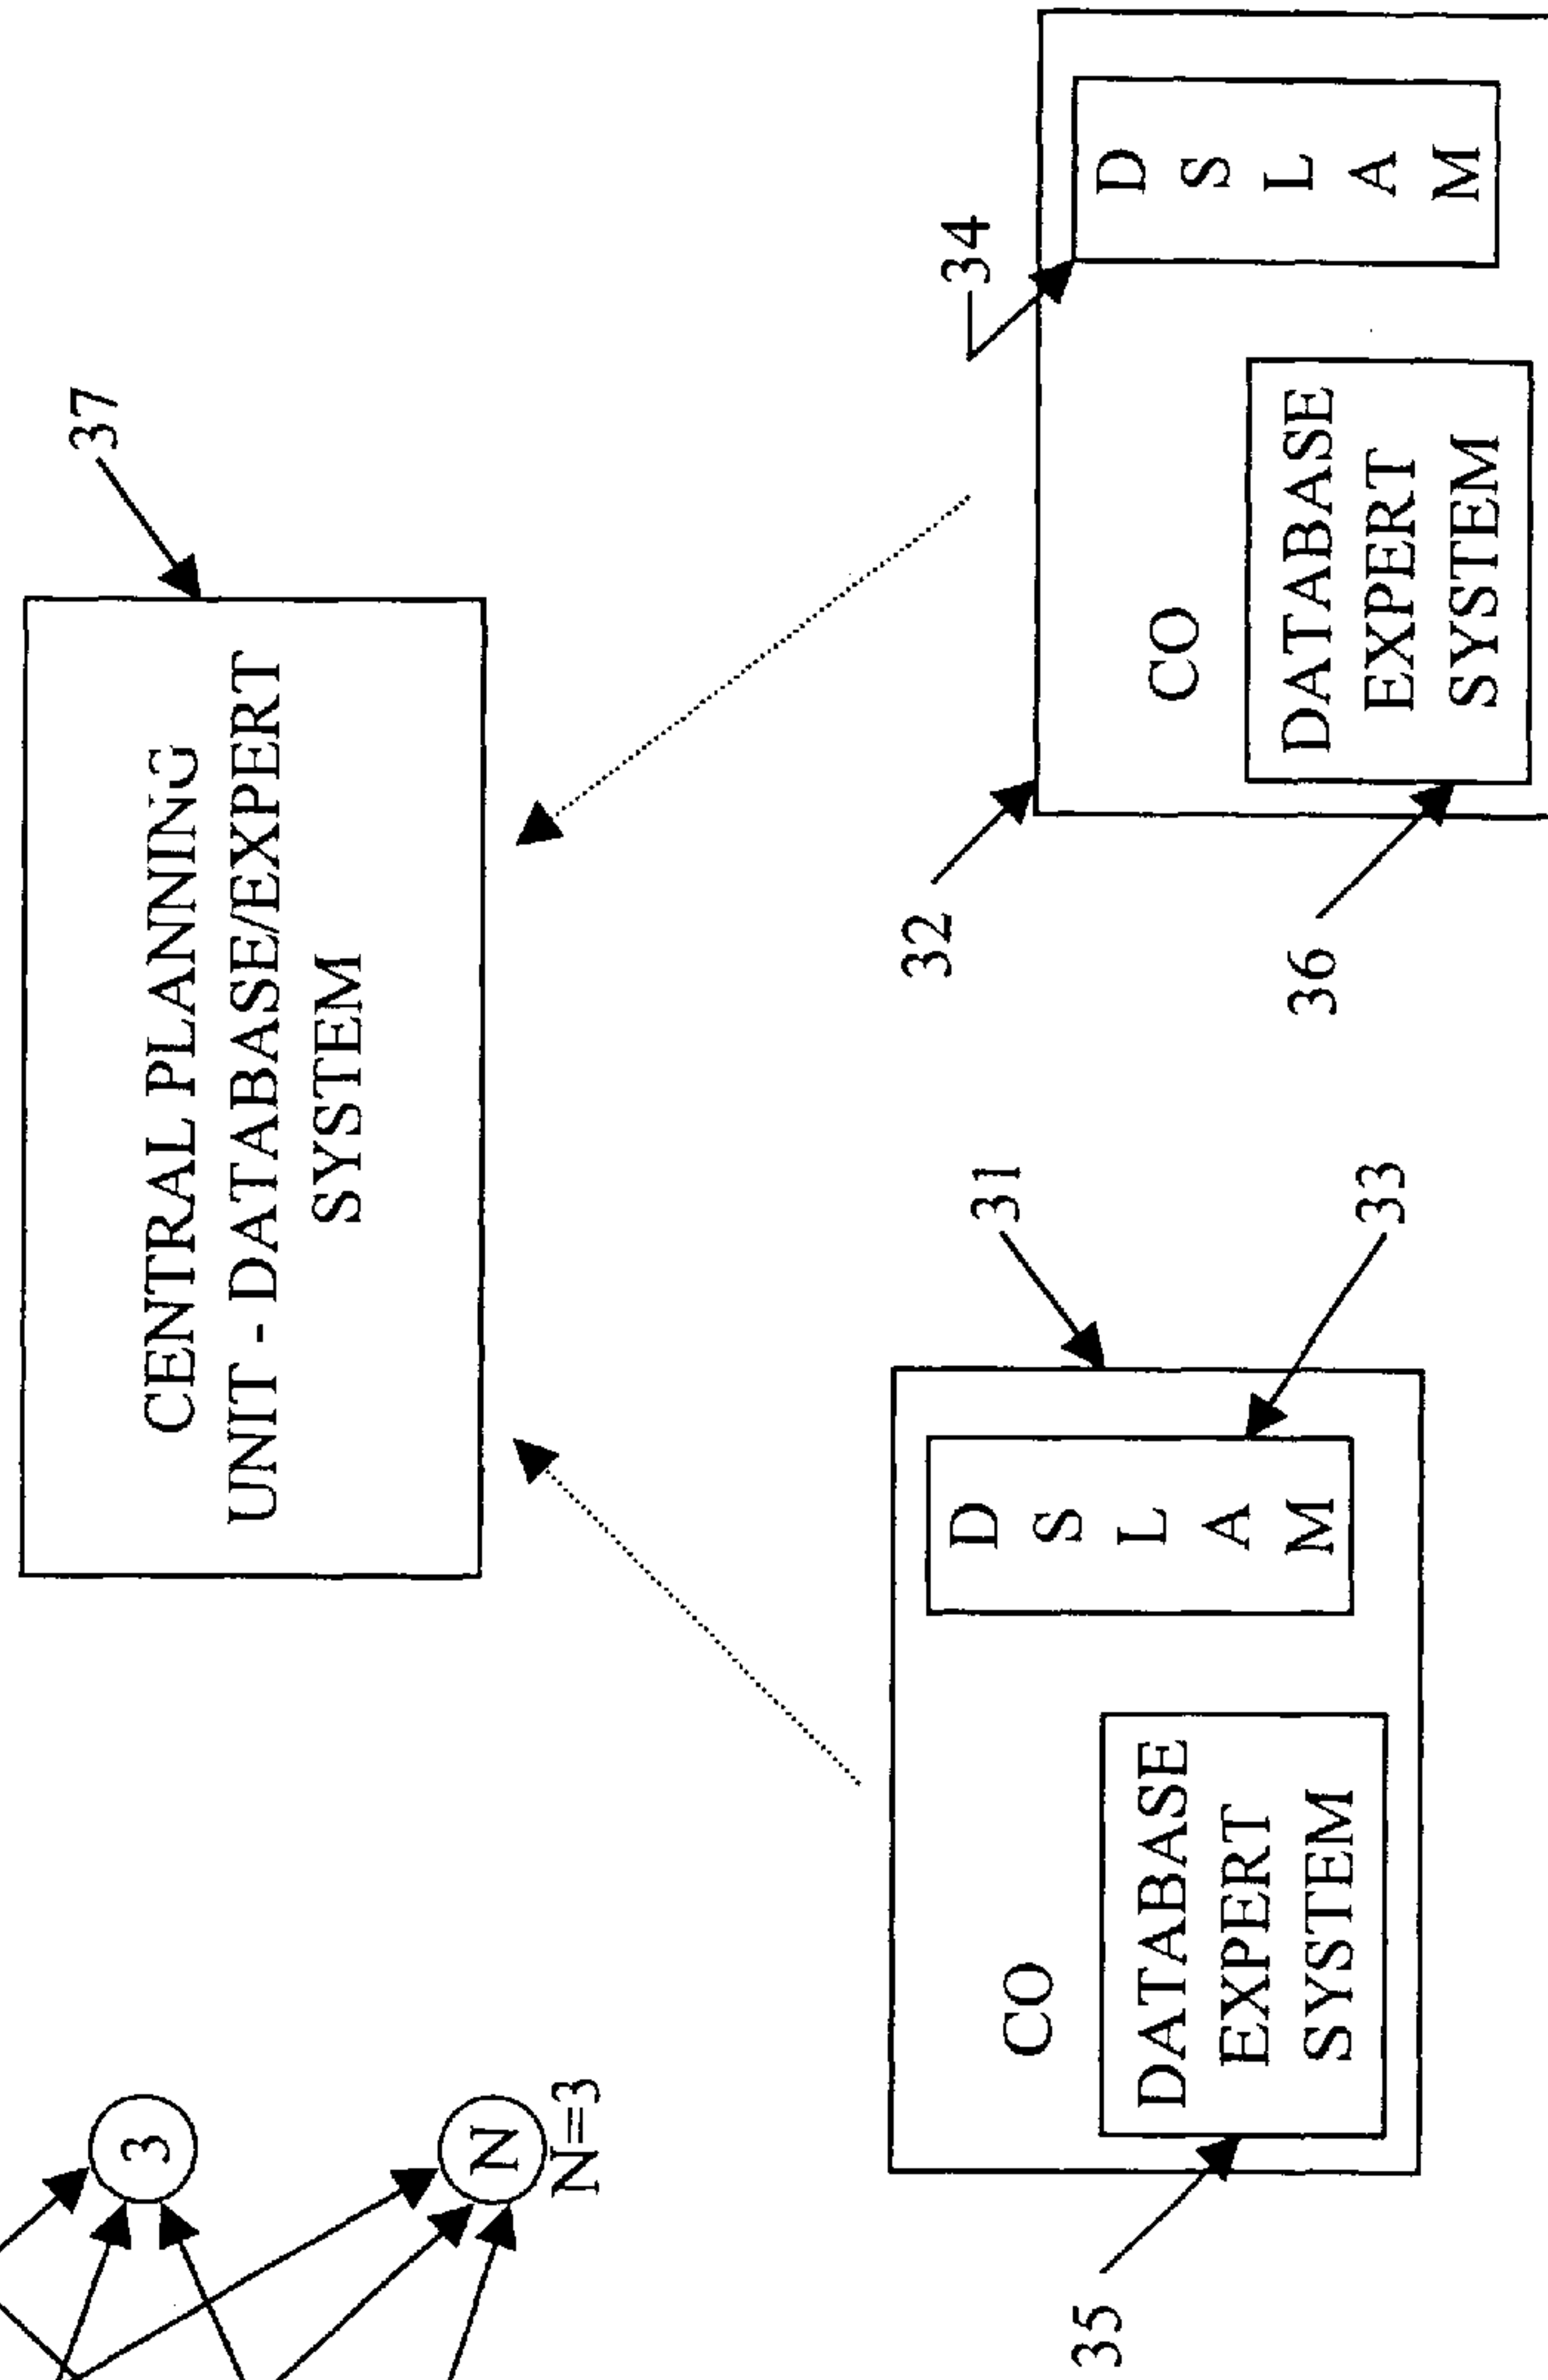 3
N
N=3
37
CENTRAL PLANNING
UNIT - DATABASE/EXPERT
SYSTEM
31
33
CO
D
S
L
A
M
DATABASE
EXPERT
SYSTEM
35
34
32
CO
D
S
L
A
M
DATABASE
EXPERT
SYSTEM
36